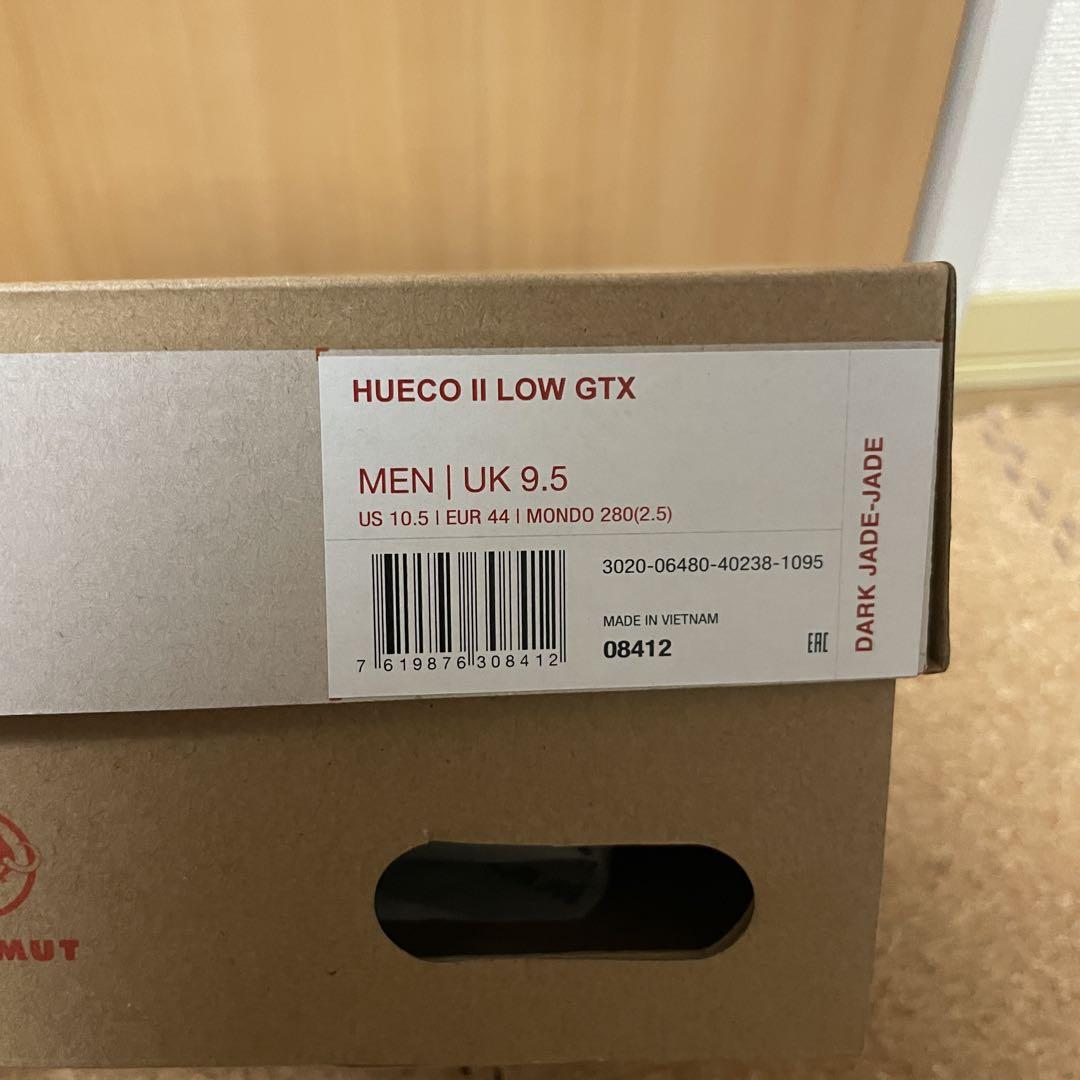 HUECO II LOW GTX
MEN | UK 9.5
US 10.5 | EUR 44 | MONDO 280(2.5)
3020-06480-40238-1095
MADE IN VIETNAM
08412
EAC
7 619876 308412
DARK JADE-JADE
MUT